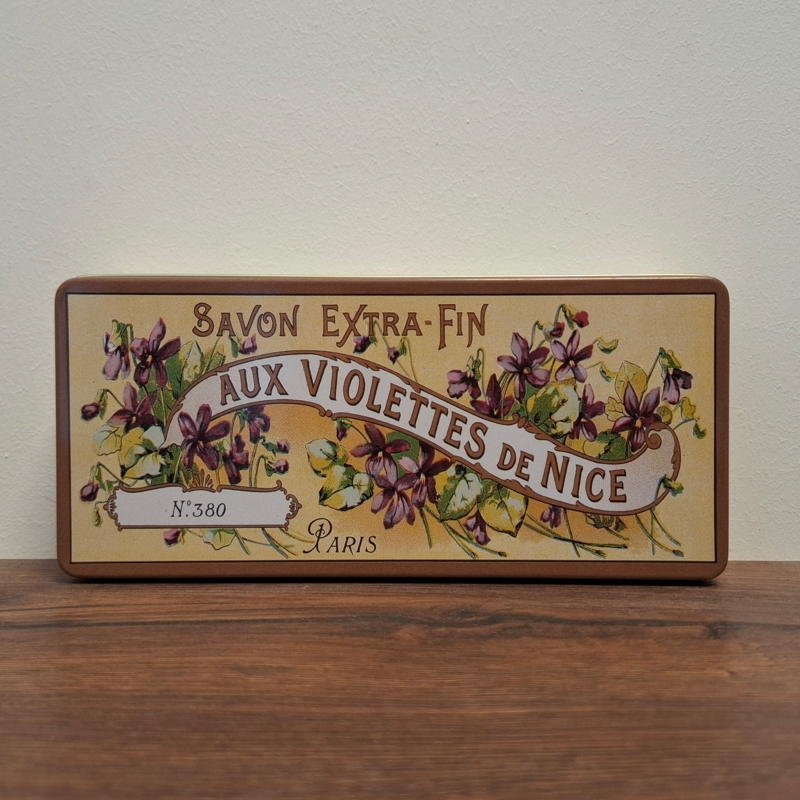 SAVON EXTRA-FIN
AUX VIOLETTES DE NICE
N° 380
PARIS